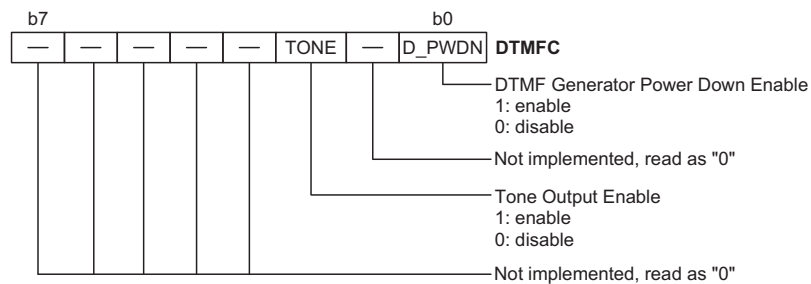 b7 b0
— — — — — TONE — D_PWDN DTMFC
DTMF Generator Power Down Enable
1: enable
0: disable
Not implemented, read as "0"
Tone Output Enable
1: enable
0: disable
Not implemented, read as "0"